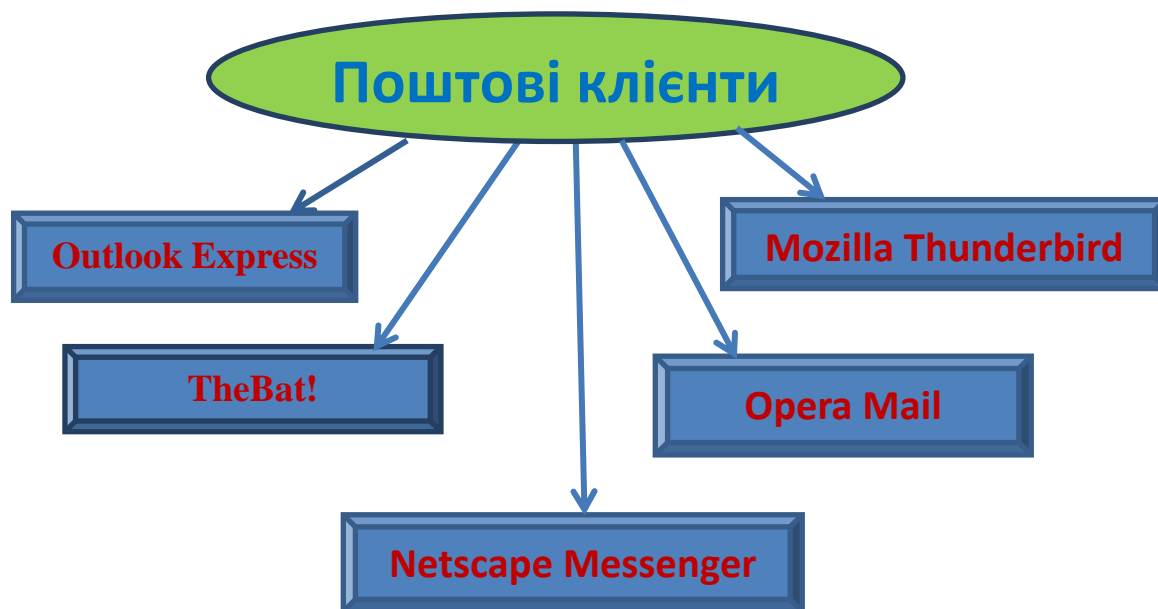 Поштові клієнти
Outlook Express
Mozilla Thunderbird
TheBat!
Opera Mail
Netscape Messenger